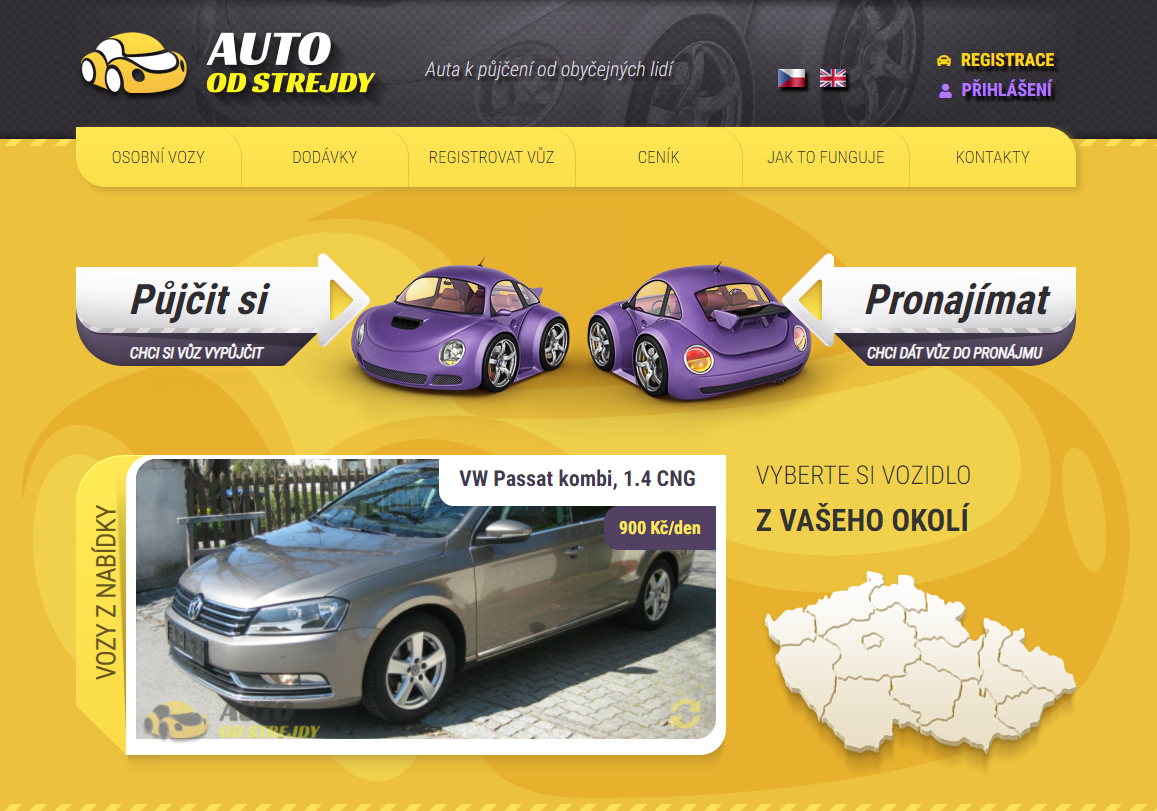 AUTO
OD STREJDY
Auta k půjčení od obyčejných lidí
REGISTRACE
PŘIHLÁŠENÍ
OSOBNÍ VOZY
DODÁVKY
REGISTROVAT VŮZ
CENÍK
JAK TO FUNGUJE
KONTAKTY
Půjčit si
CHCI SI VŮZ VYPŮJČIT
Pronajímat
CHCI DÁT VŮZ DO PRONÁJMU
VOZY Z NABÍDKY
VW Passat kombi, 1.4 CNG
900 Kč/den
AUTO
OD STREJDY
VYBERTE SI VOZIDLO
Z VAŠEHO OKOLÍ